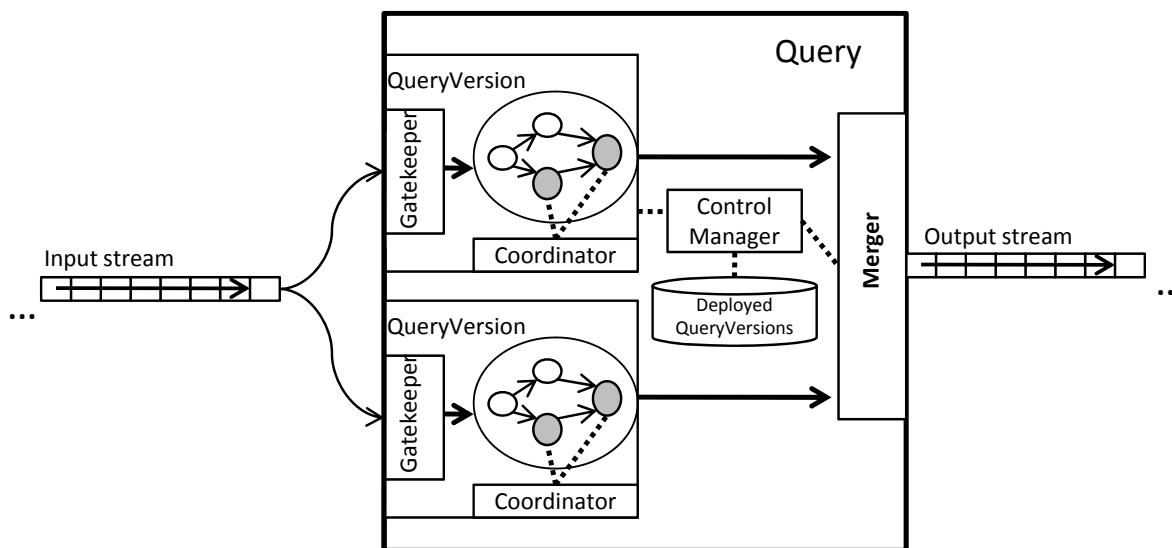 Query
QueryVersion
Gatekeeper
Coordinator
Control
Manager
Deployed
QueryVersions
Merger
Input stream
...
Output stream
..
QueryVersion
Gatekeeper
Coordinator